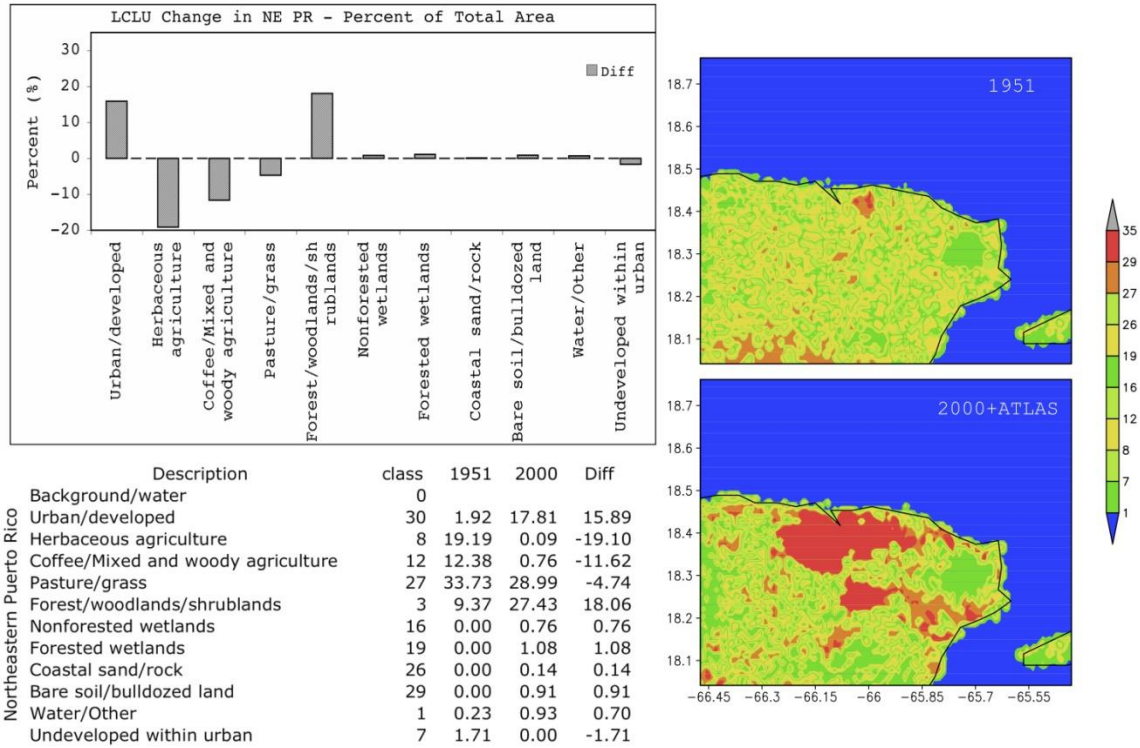 LCLU Change in NE PR - Percent of Total Area
Percent (%)
30
20
10
0
-10
-20
Diff
Urban/developed
Herbaceous
agriculture
Coffee/Mixed and
woody agriculture
Pasture/grass
Forest/woodlands/sh
rublands
Nonforested
wetlands
Forested wetlands
Coastal sand/rock
Bare soil/bulldozed
land
Water/Other
Undeveloped within
urban
Northeastern Puerto Rico
Description class 1951 2000 Diff
Background/water 0
Urban/developed 30 1.92 17.81 15.89
Herbaceous agriculture 8 19.19 0.09 -19.10
Coffee/Mixed and woody agriculture 12 12.38 0.76 -11.62
Pasture/grass 27 33.73 28.99 -4.74
Forest/woodlands/shrublands 3 9.37 27.43 18.06
Nonforested wetlands 16 0.00 0.76 0.76
Forested wetlands 19 0.00 1.08 1.08
Coastal sand/rock 26 0.00 0.14 0.14
Bare soil/bulldozed land 29 0.00 0.91 0.91
Water/Other 1 0.23 0.93 0.70
Undeveloped within urban 7 1.71 0.00 -1.71
1951
18.7
18.6
18.5
18.4
18.3
18.2
18.1
2000+ATLAS
18.7
18.6
18.5
18.4
18.3
18.2
18.1
-66.45 -66.3 -66.15 -66 -65.85 -65.7 -65.55
35
29
27
26
19
16
12
8
7
1